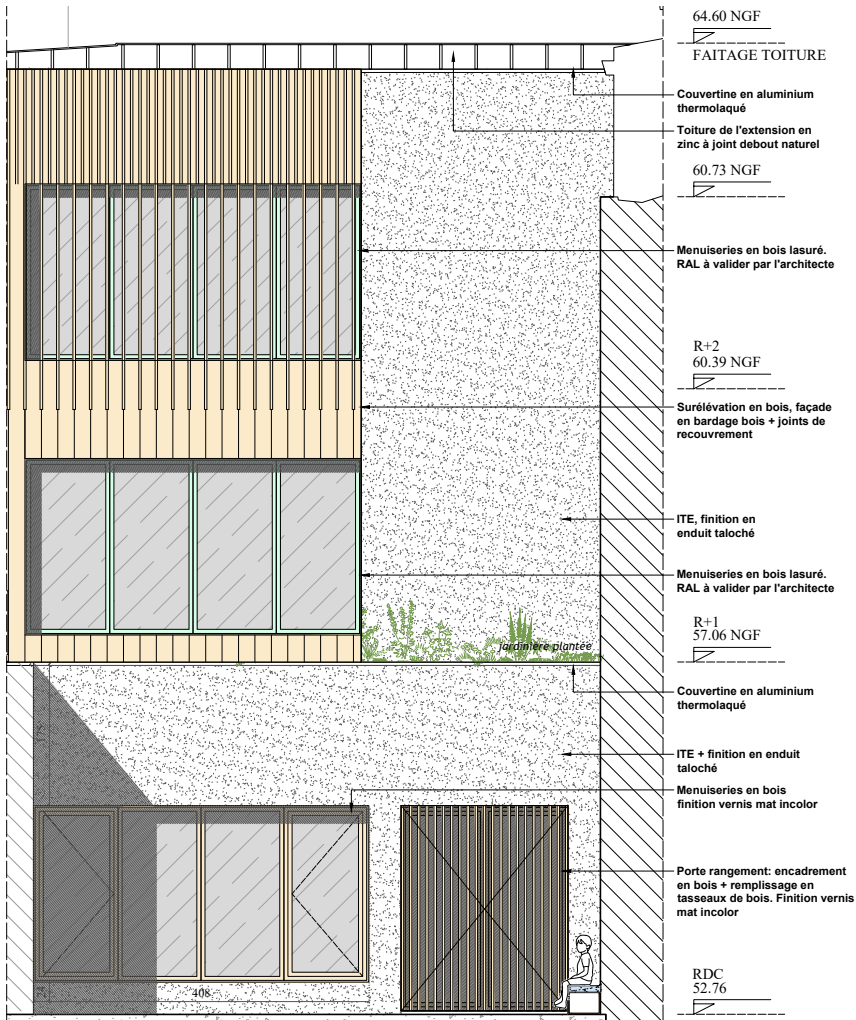 64.60 NGF
FAITAGE TOITURE
Couvertine en aluminium
thermolaqué
Toiture de l'extension en
zinc à joint debout naturel
60.73 NGF
Menuiseries en bois lasuré.
RAL à valider par l'architecte
R+2
60.39 NGF
Surélévation en bois, façade
en bardage bois + joints de
recouvrement
ITE, finition en
enduit taloché
Menuiseries en bois lasuré.
RAL à valider par l'architecte
R+1
57.06 NGF
jardinière plantée
Couvertine en aluminium
thermolaqué
ITE + finition en enduit
taloché
Menuiseries en bois
finition vernis mat incolor
Porte rangement: encadrement
en bois + remplissage en
tasseaux de bois. Finition vernis
mat incolor
408
RDC
52.76